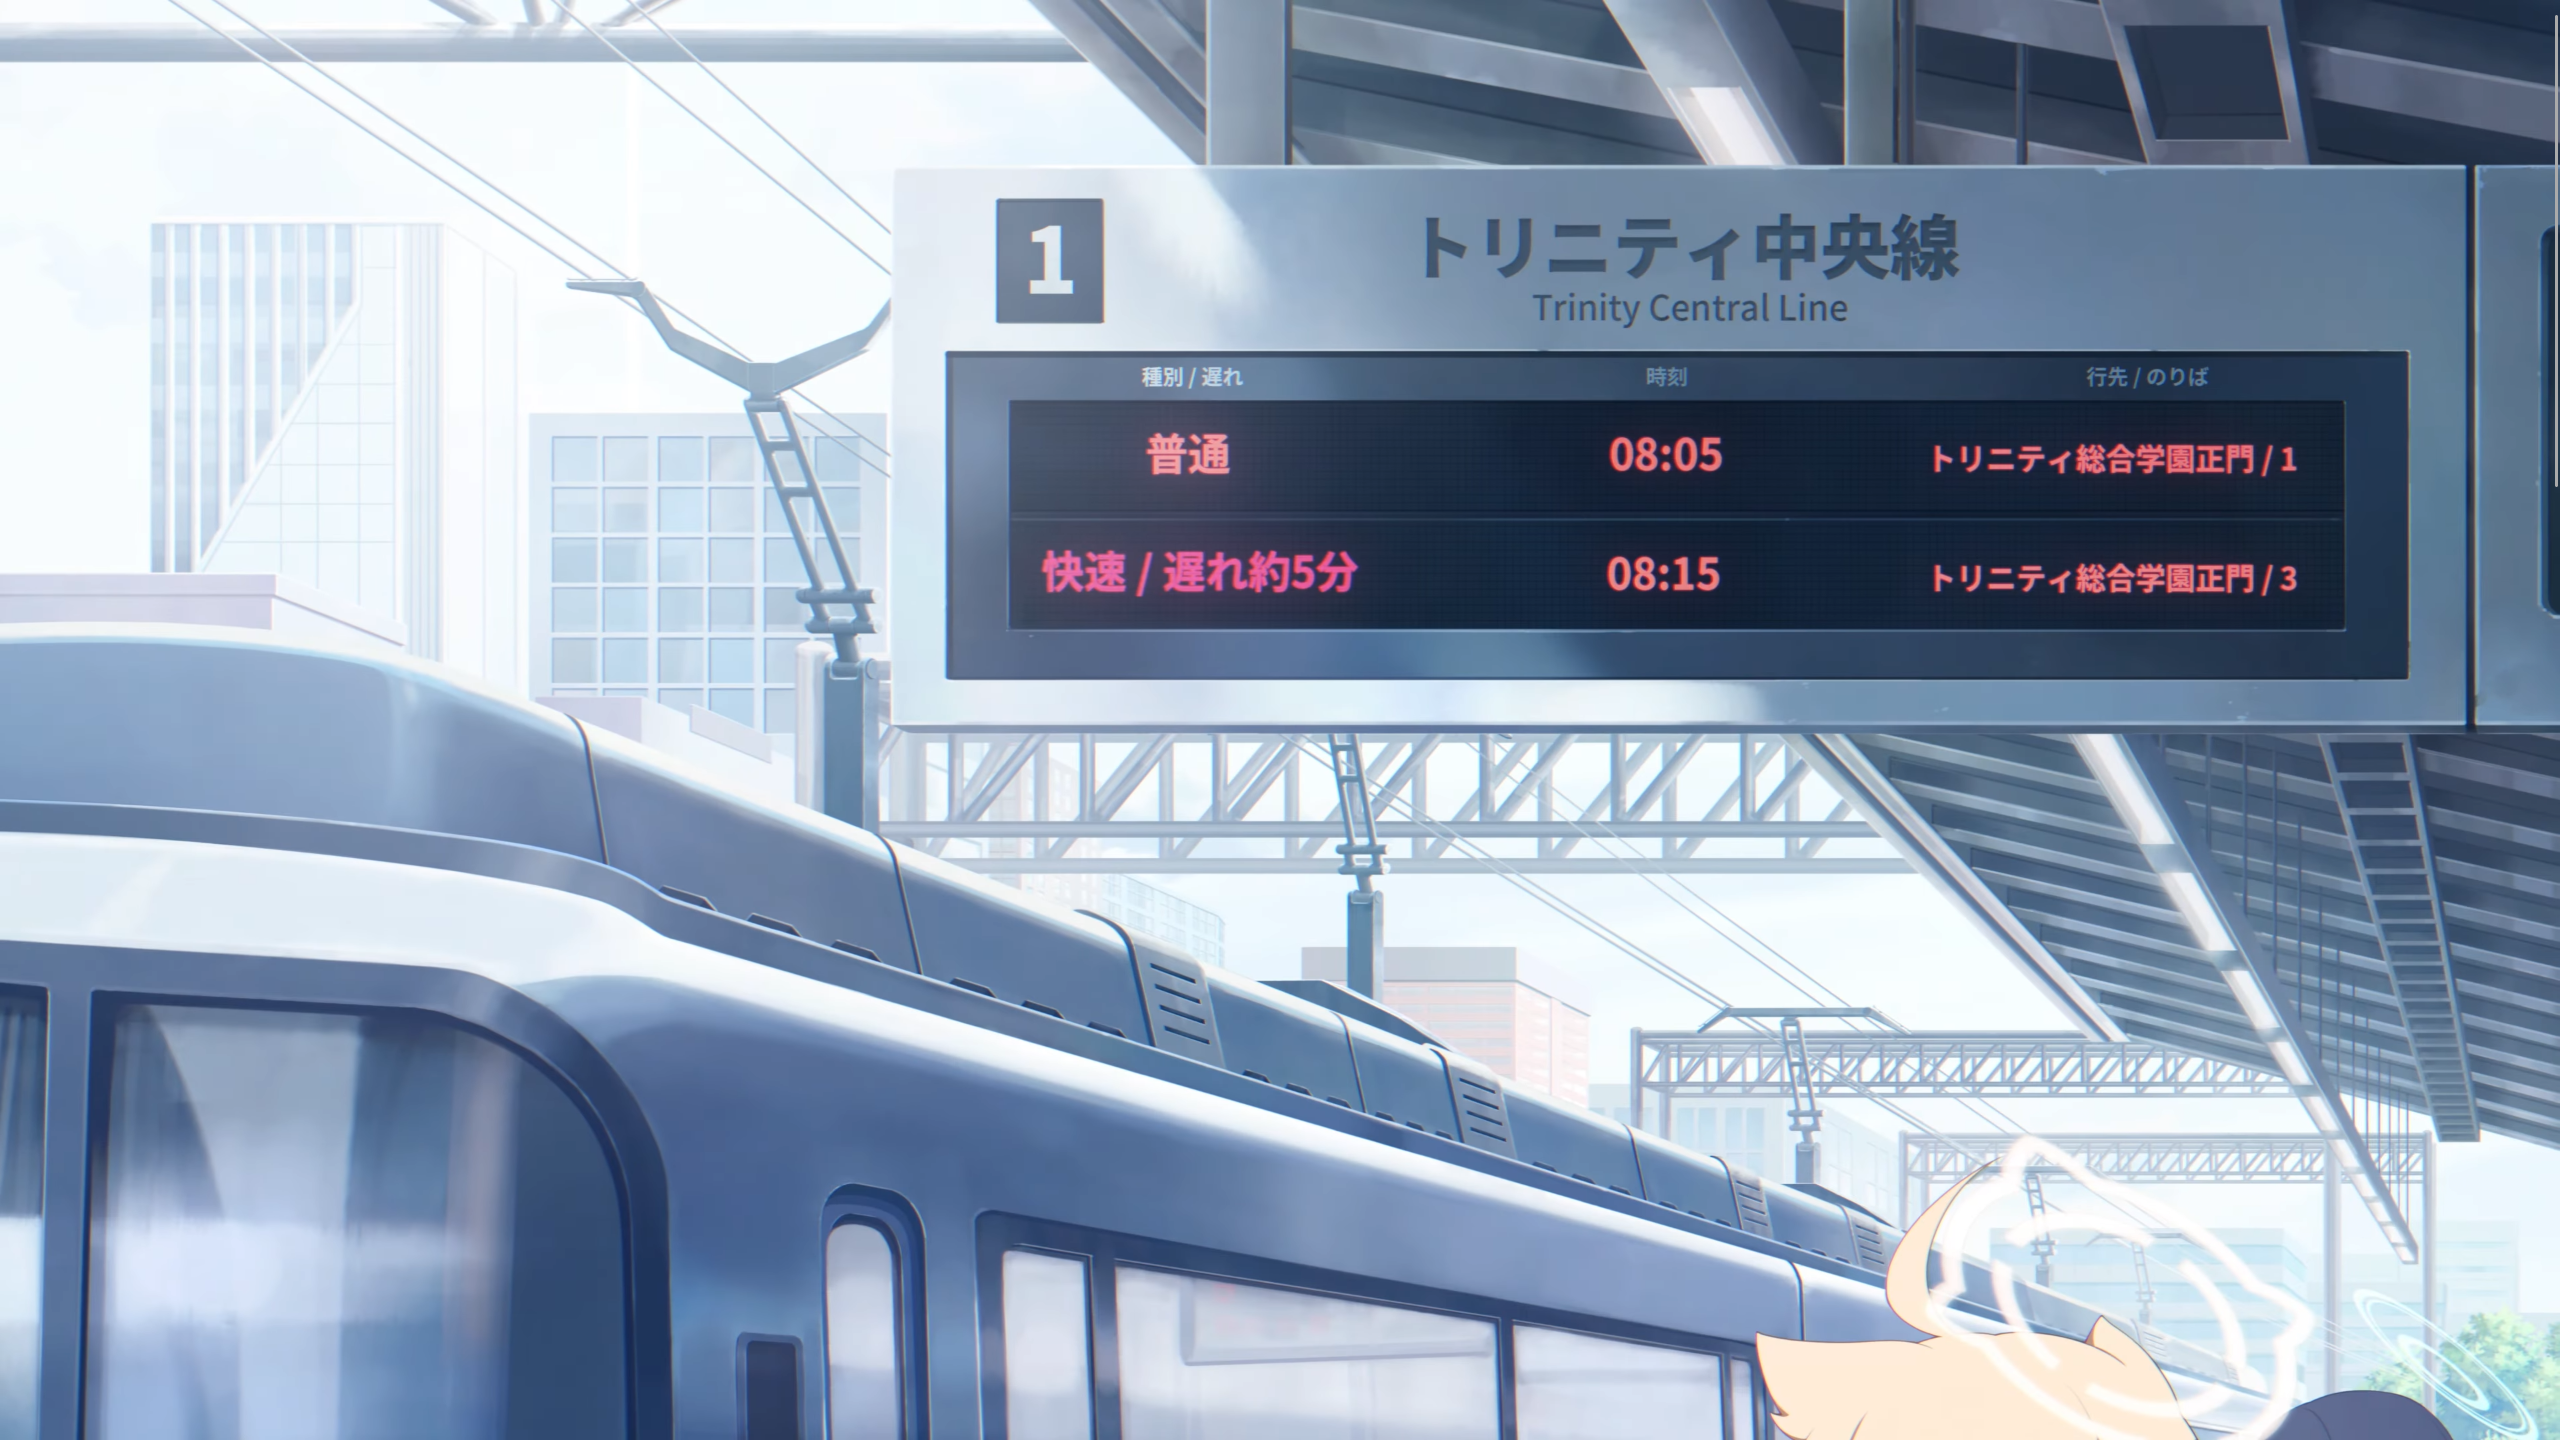 1
トリニティ中央線
Trinity Central Line
種別 / 遅れ 時刻 行先 / のりば
普通 08:05 トリニティ総合学園正門 / 1
快速 / 遅れ約5分 08:15 トリニティ総合学園正門 / 3